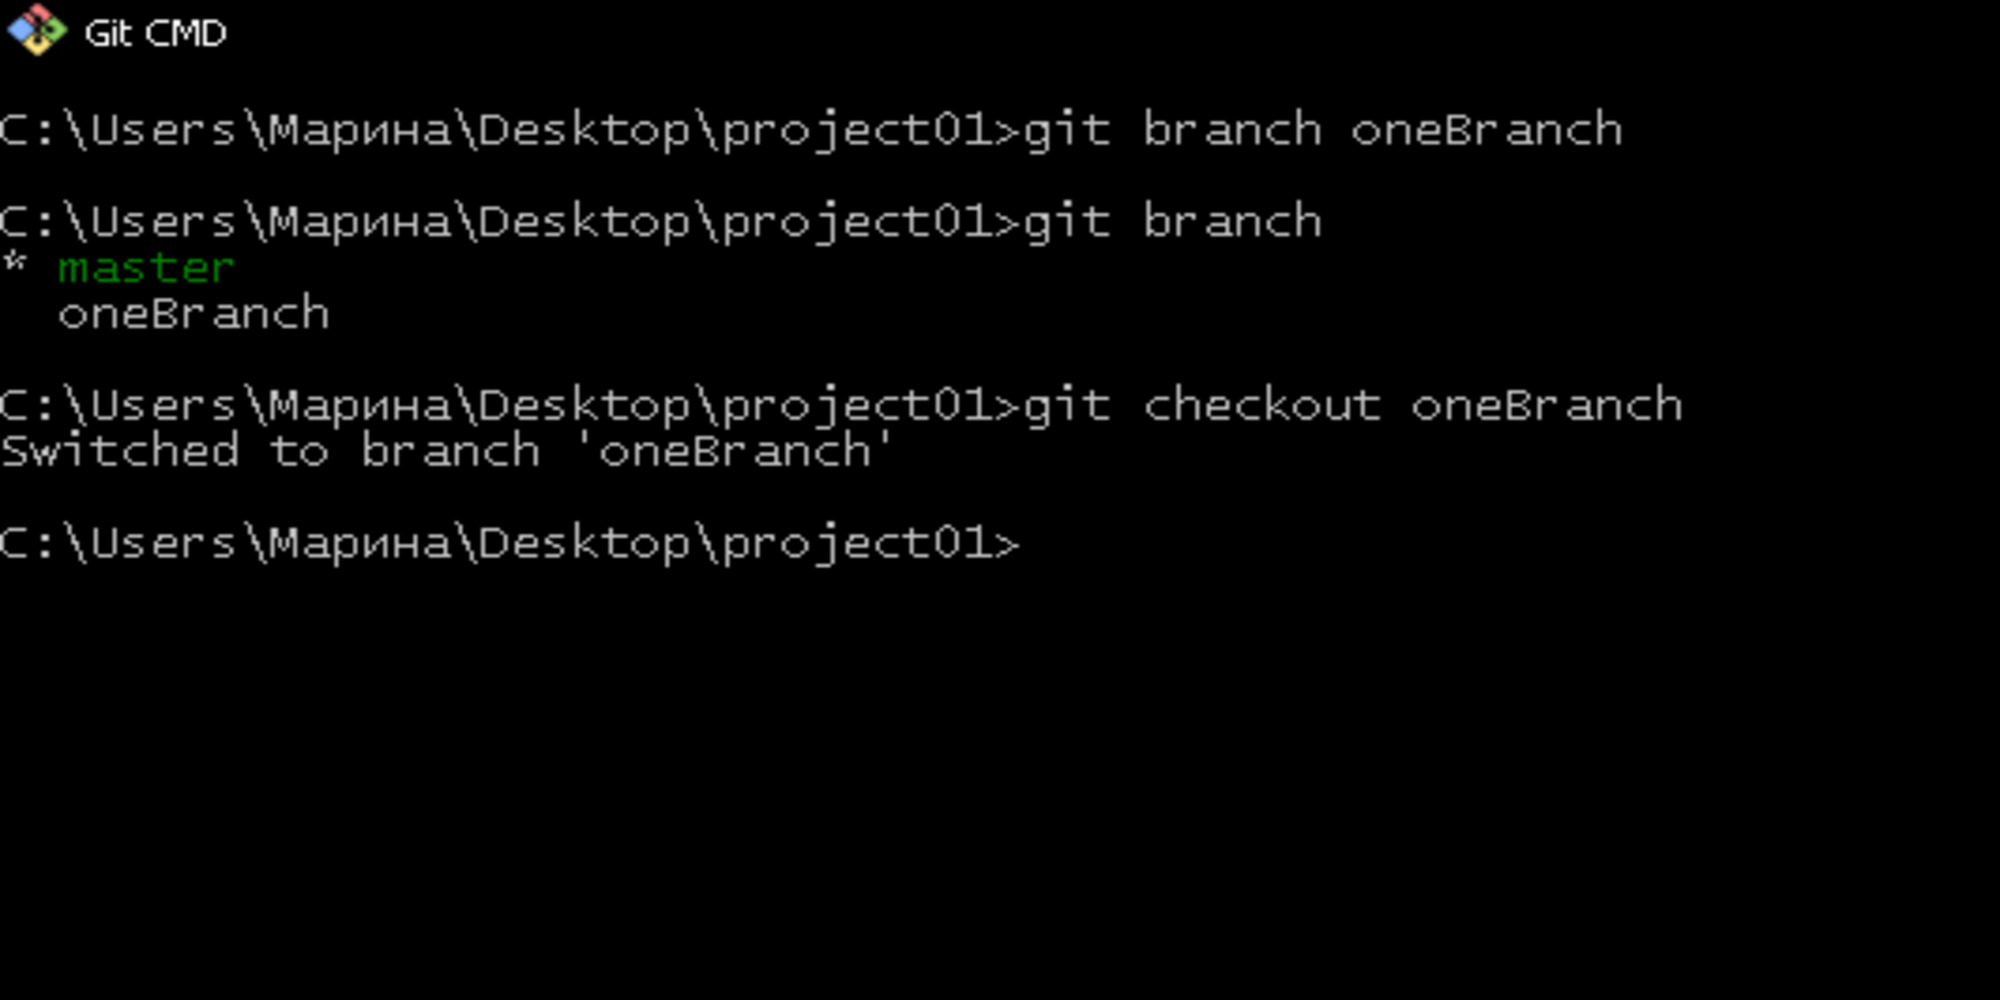 Git CMD
C:\Users\Марина\Desktop\project01>git branch oneBranch
C:\Users\Марина\Desktop\project01>git branch
* master
  oneBranch
C:\Users\Марина\Desktop\project01>git checkout oneBranch
Switched to branch 'oneBranch'
C:\Users\Марина\Desktop\project01>